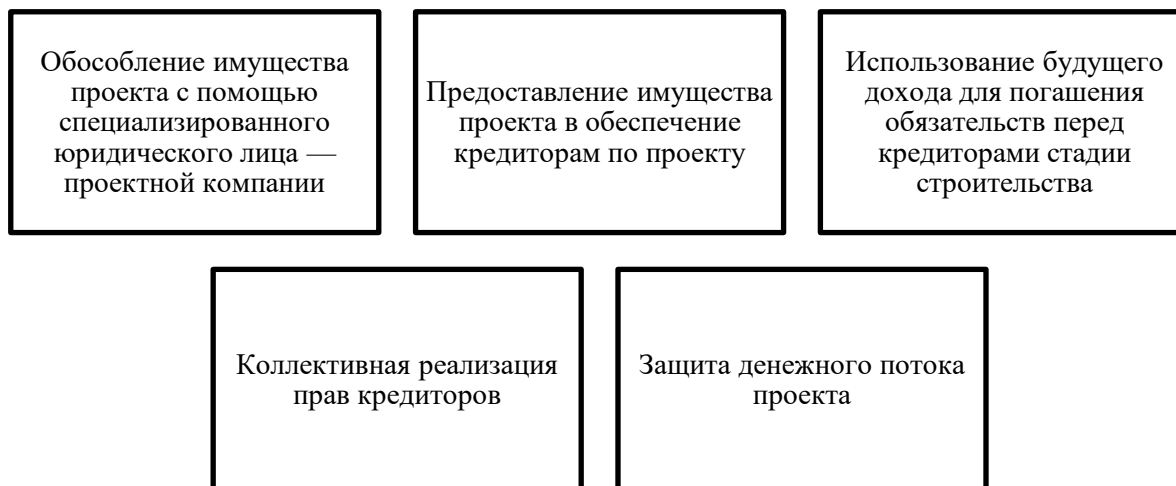 Обособление имущества
проекта с помощью
специализированного
юридического лица —
проектной компании
Предоставление имущества
проекта в обеспечение
кредиторам по проекту
Использование будущего
дохода для погашения
обязательств перед
кредиторами стадии
строительства
Коллективная реализация
прав кредиторов
Защита денежного потока
проекта